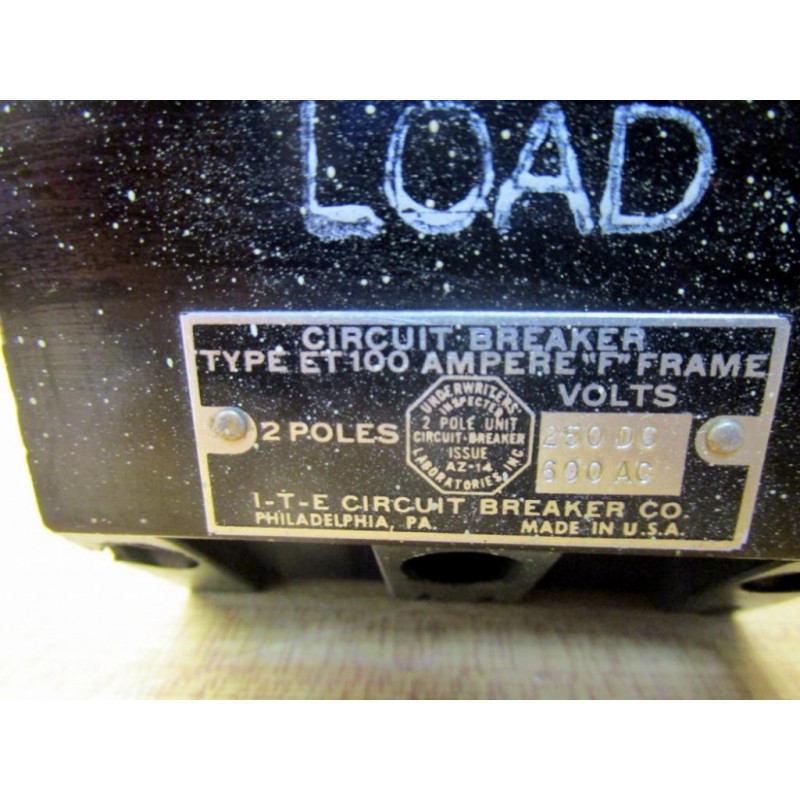 LOAD
CIRCUIT BREAKER
TYPE ET 100 AMPERE "F" FRAME
VOLTS
2 POLES
250 DC
600 AC
UNDERWRITERS'
INSPECTED
2 POLE UNIT
CIRCUIT-BREAKER
ISSUE
AZ-14
LABORATORIES, INC.
I-T-E CIRCUIT BREAKER CO.
PHILADELPHIA, PA. MADE IN U.S.A.